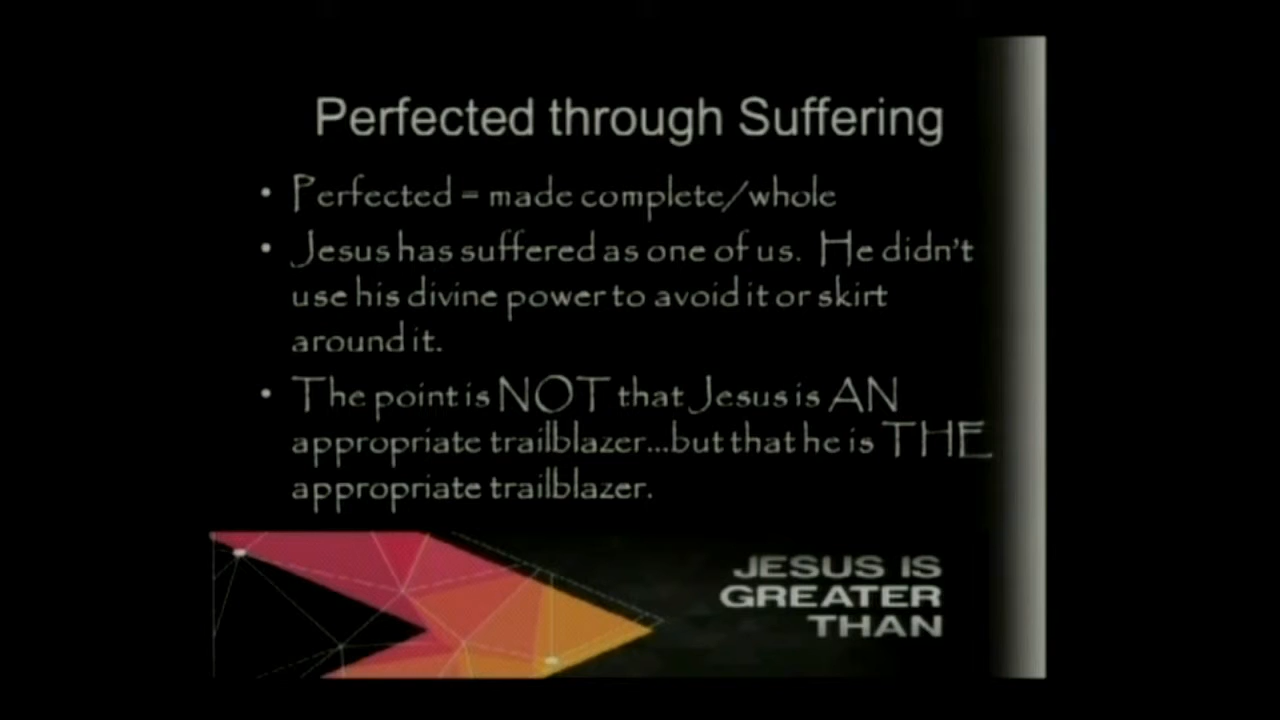 Perfected through Suffering
• Perfected = made complete/whole
• Jesus has suffered as one of us. He didn't
use his divine power to avoid it or skirt
around it.
• The point is NOT that Jesus is AN
appropriate trailblazer...but that he is THE
appropriate trailblazer.
JESUS IS
GREATER
THAN